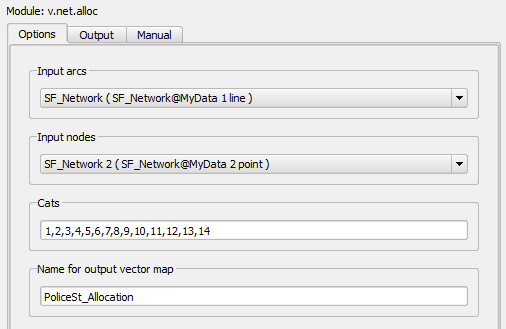 Module: v.net.alloc
Options Output Manual
Input arcs
SF_Network ( SF_Network@MyData 1 line )
Input nodes
SF_Network 2 ( SF_Network@MyData 2 point )
Cats
1,2,3,4,5,6,7,8,9,10,11,12,13,14
Name for output vector map
PoliceSt_Allocation